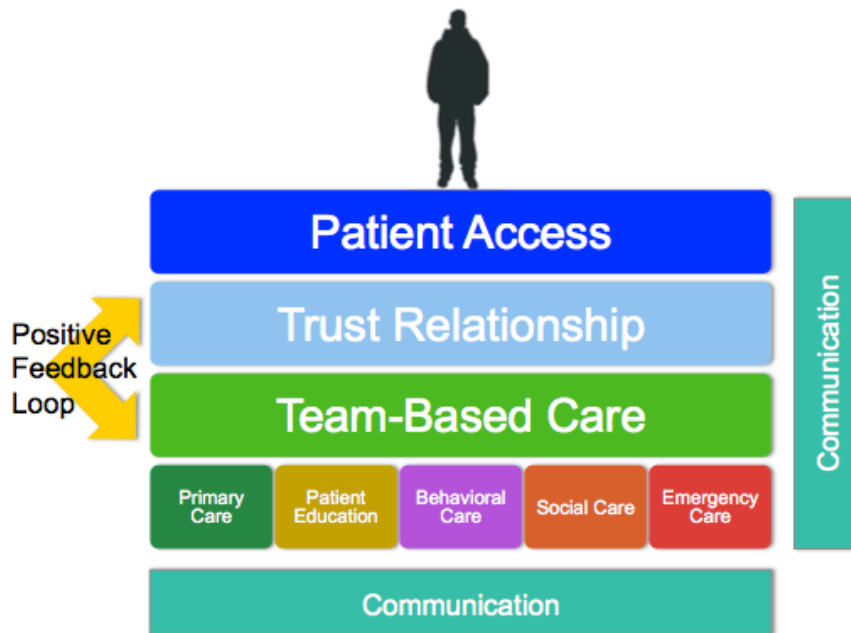 Patient Access
Trust Relationship
Positive
Feedback
Loop
Team-Based Care
Primary
Care
Patient
Education
Behavioral
Care
Social Care
Emergency
Care
Communication
Communication